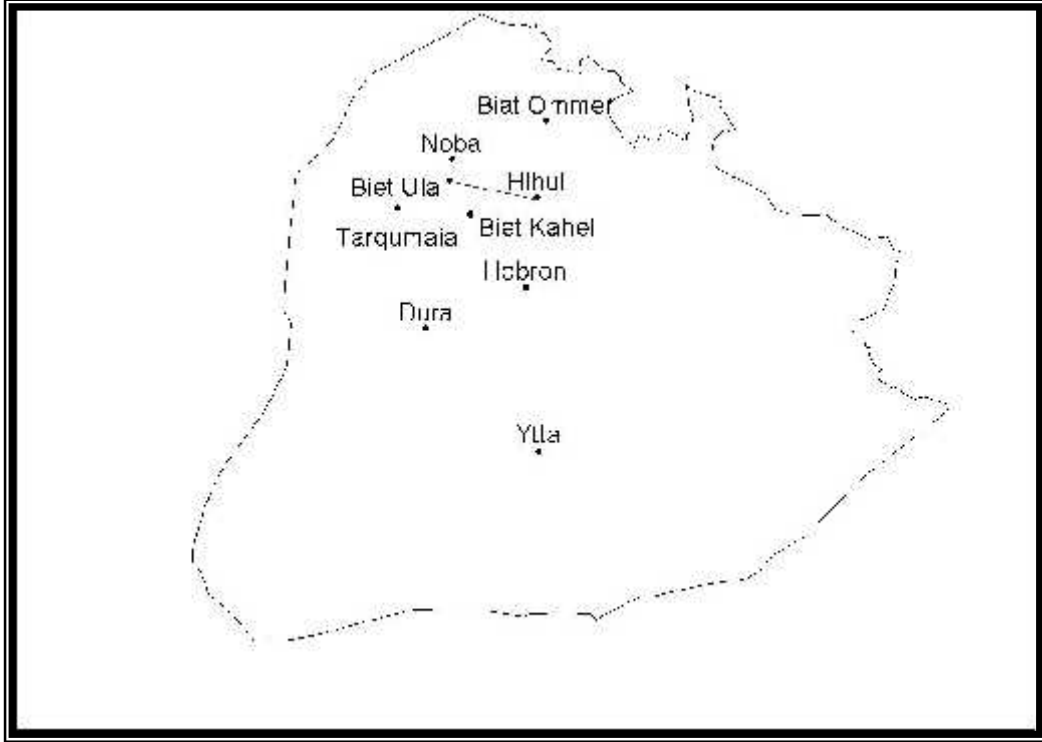 Biat Ommer
Noba
Biet Ula
Hlhul
Tarqumaia
Biet Kahel
Hebron
Dura
Ytta